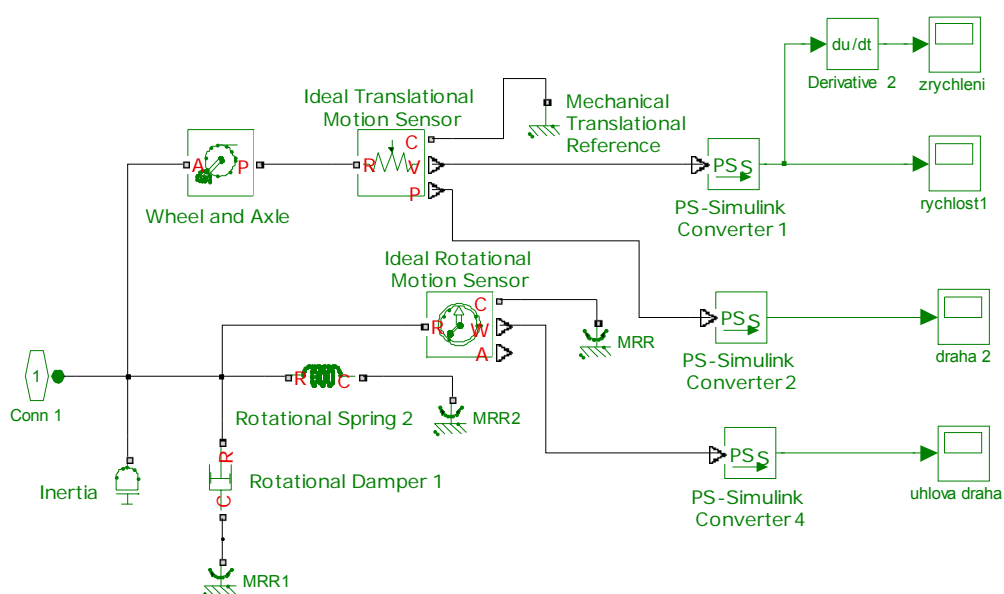 du/dt
Derivative 2
zrychleni
Ideal Translational
Motion Sensor
C
R
V
P
Mechanical
Translational
Reference
A
P
Wheel and Axle
PS S
PS-Simulink
Converter 1
rychlost1
Ideal Rotational
Motion Sensor
C
R
W
A
MRR
PS S
PS-Simulink
Converter 2
draha 2
1
Conn 1
R
C
Rotational Spring 2
MRR2
Inertia
R
C
Rotational Damper 1
MRR1
PS S
PS-Simulink
Converter 4
uhlova draha